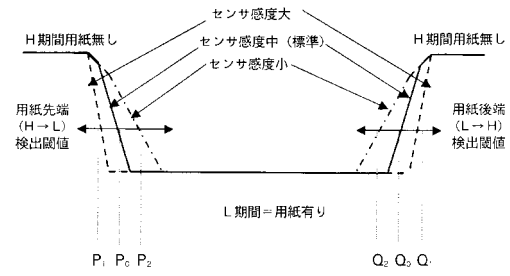 センサ感度大
H期間用紙無し
センサ感度中（標準）
H期間用紙無し
センサ感度小
用紙先端
（H→L）
検出閾値
用紙後端
（L→H）
検出閾値
L期間＝用紙有り
P₁ P₀ P₂
Q₂ Q₀ Q₁